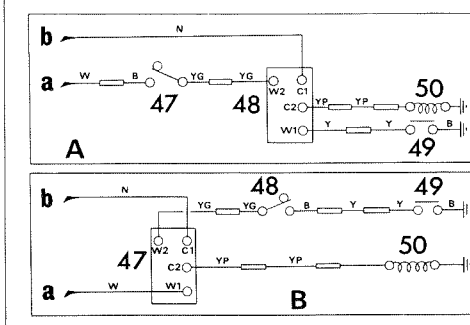 b N
a W B YG YG W2 C1
47 48 50
C2 YP YP
W1 Y Y B
A 49
b N 48 49
YG YG B Y Y B
47 W2 C1 50
C2 YP YP
a W W1 B